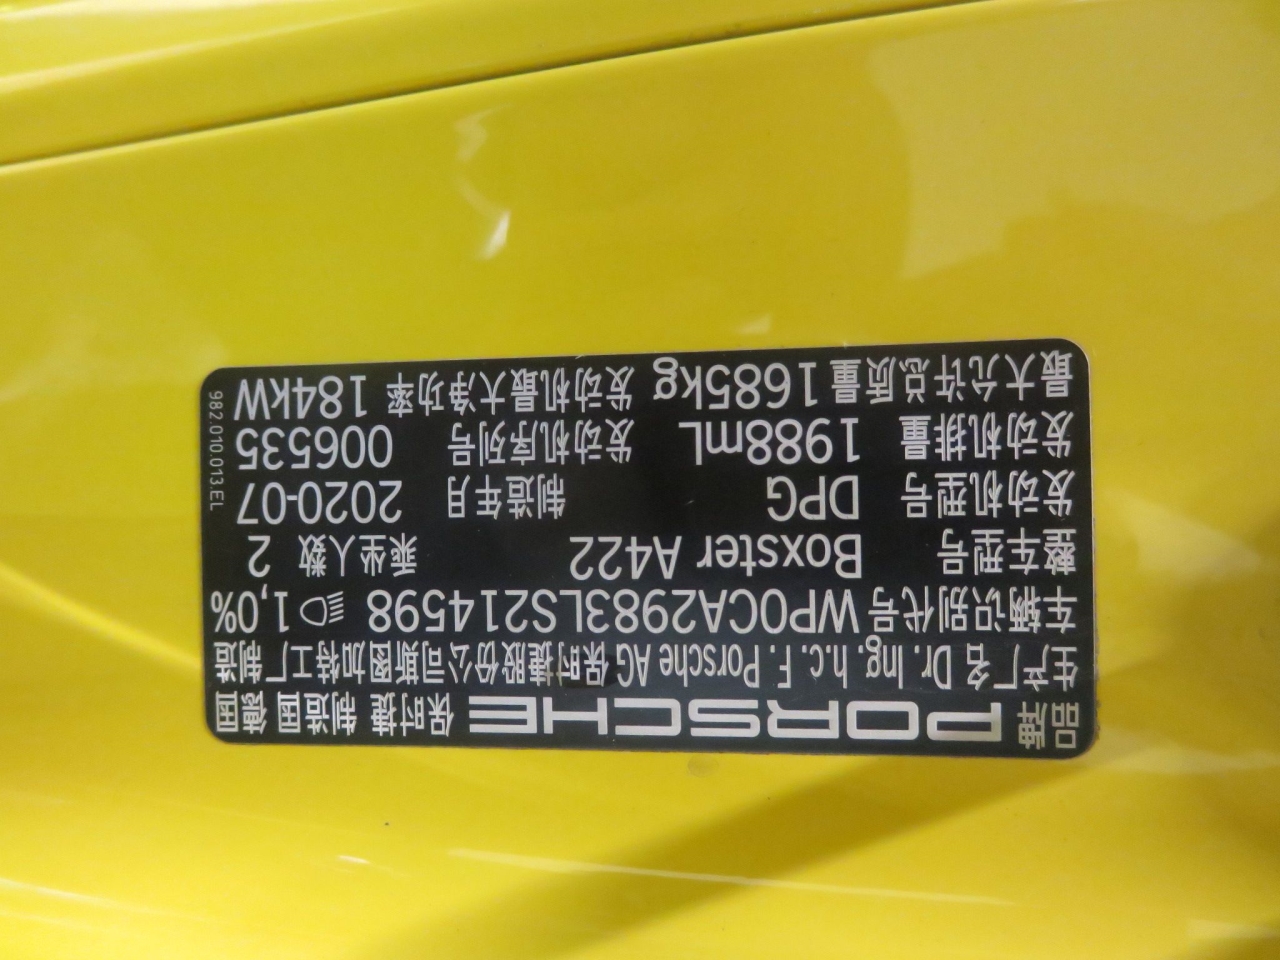 品牌 PORSCHE 保时捷 制造国 德国
生产厂名 Dr. Ing. h.c. F. Porsche AG 保时捷股份公司斯图加特工厂制造
车辆识别代号 WP0CA2983LS214598 1,0%
整车型号 Boxster A422 乘坐人数 2
发动机型号 DPG 制造年月 2020-07
发动机排量 1988mL 发动机序列号 006535
最大允许总质量 1685kg 发动机最大净功率 184kW
982.010.013.EL